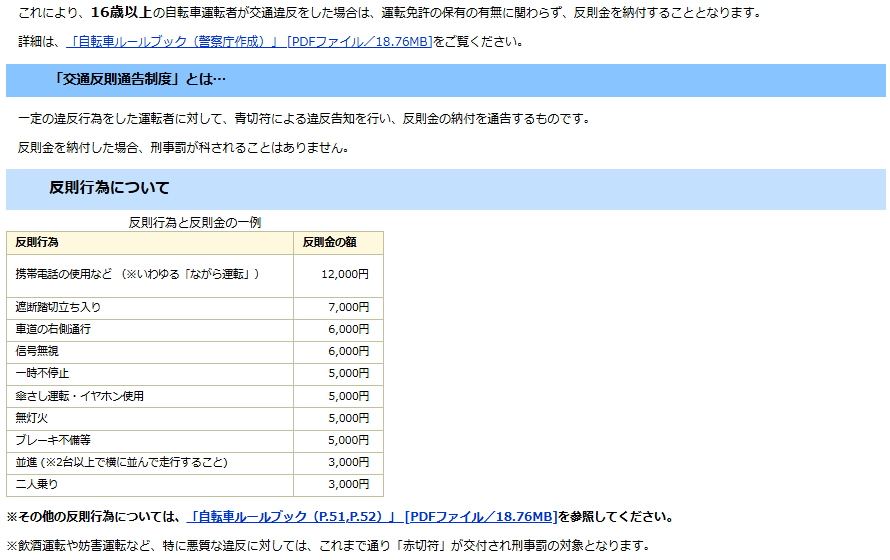 これにより、16歳以上の自転車運転者が交通違反をした場合は、運転免許の保有の有無に関わらず、反則金を納付することとなります。
詳細は、「自転車ルールブック（警察庁作成）」 [PDFファイル／18.76MB]をご覧ください。
「交通反則通告制度」とは…
一定の違反行為をした運転者に対して、青切符による違反告知を行い、反則金の納付を通告するものです。
反則金を納付した場合、刑事罰が科されることはありません。
反則行為について
反則行為と反則金の一例
反則行為 反則金の額
携帯電話の使用など （※いわゆる「ながら運転」） 12,000円
遮断踏切立ち入り 7,000円
車道の右側通行 6,000円
信号無視 6,000円
一時不停止 5,000円
傘さし運転・イヤホン使用 5,000円
無灯火 5,000円
ブレーキ不備等 5,000円
並進 (※2台以上で横に並んで走行すること) 3,000円
二人乗り 3,000円
※その他の反則行為については、「自転車ルールブック（P.51,P.52）」 [PDFファイル／18.76MB]を参照してください。
※飲酒運転や妨害運転など、特に悪質な違反に対しては、これまで通り「赤切符」が交付され刑事罰の対象となります。